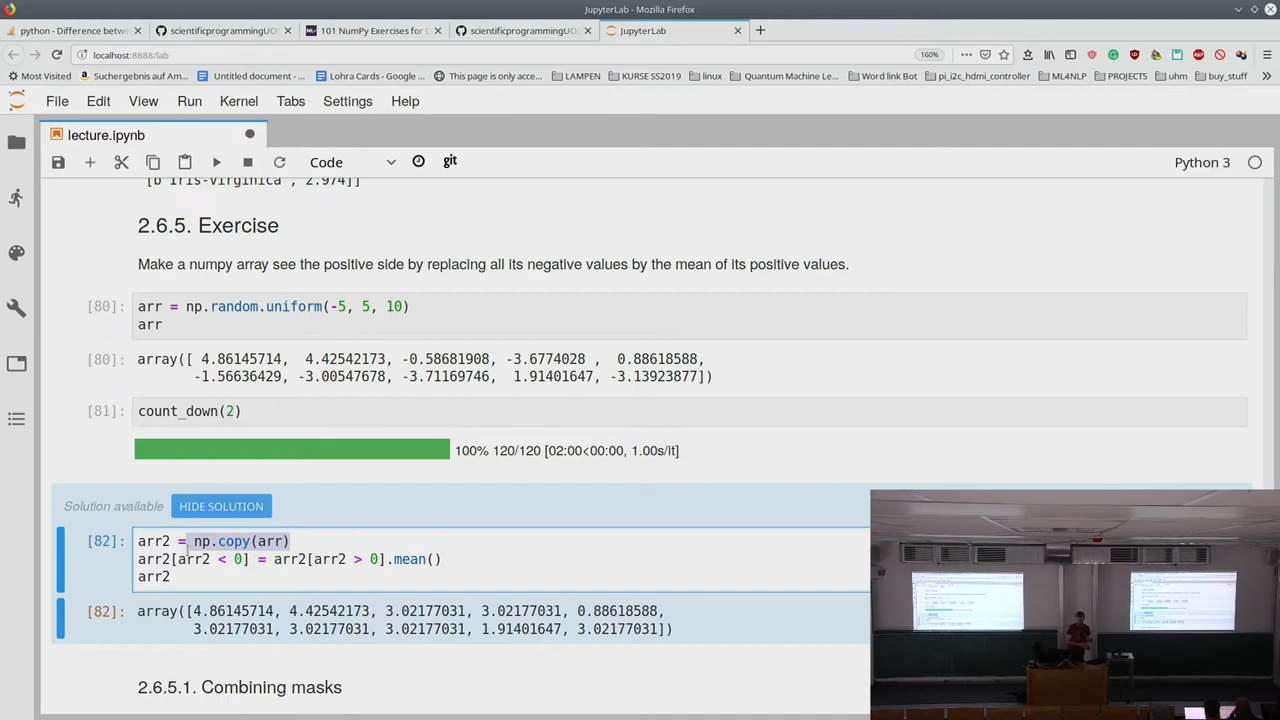 JupyterLab - Mozilla Firefox
python - Difference betwe
scientificprogrammingUOS
101 NumPy Exercises for D
scientificprogrammingUOS
JupyterLab
localhost:8888/lab
160%
Most Visited
Suchergebnis auf Am...
Untitled document - ...
Lohra Cards - Google ...
This page is only acce...
LAMPEN
KURSE SS2019
linux
Quantum Machine Le...
Word link Bot
pi_i2c_hdmi_controller
ML4NLP
PROJECTS
uhm
buy_stuff
File Edit View Run Kernel Tabs Settings Help
lecture.ipynb
Code
git
Python 3
[b'Iris-virginica', 2.974]]
2.6.5. Exercise
Make a numpy array see the positive side by replacing all its negative values by the mean of its positive values.
[80]: arr = np.random.uniform(-5, 5, 10)
arr
[80]: array([ 4.86145714, 4.42542173, -0.58681908, -3.6774028 , 0.88618588,
-1.56636429, -3.00547678, -3.71169746, 1.91401647, -3.13923877])
[81]: count_down(2)
100% 120/120 [02:00<00:00, 1.00s/it]
Solution available HIDE SOLUTION
[82]: arr2 = np.copy(arr)
arr2[arr2 < 0] = arr2[arr2 > 0].mean()
arr2
[82]: array([4.86145714, 4.42542173, 3.02177031, 3.02177031, 0.88618588,
3.02177031, 3.02177031, 3.02177031, 1.91401647, 3.02177031])
2.6.5.1. Combining masks